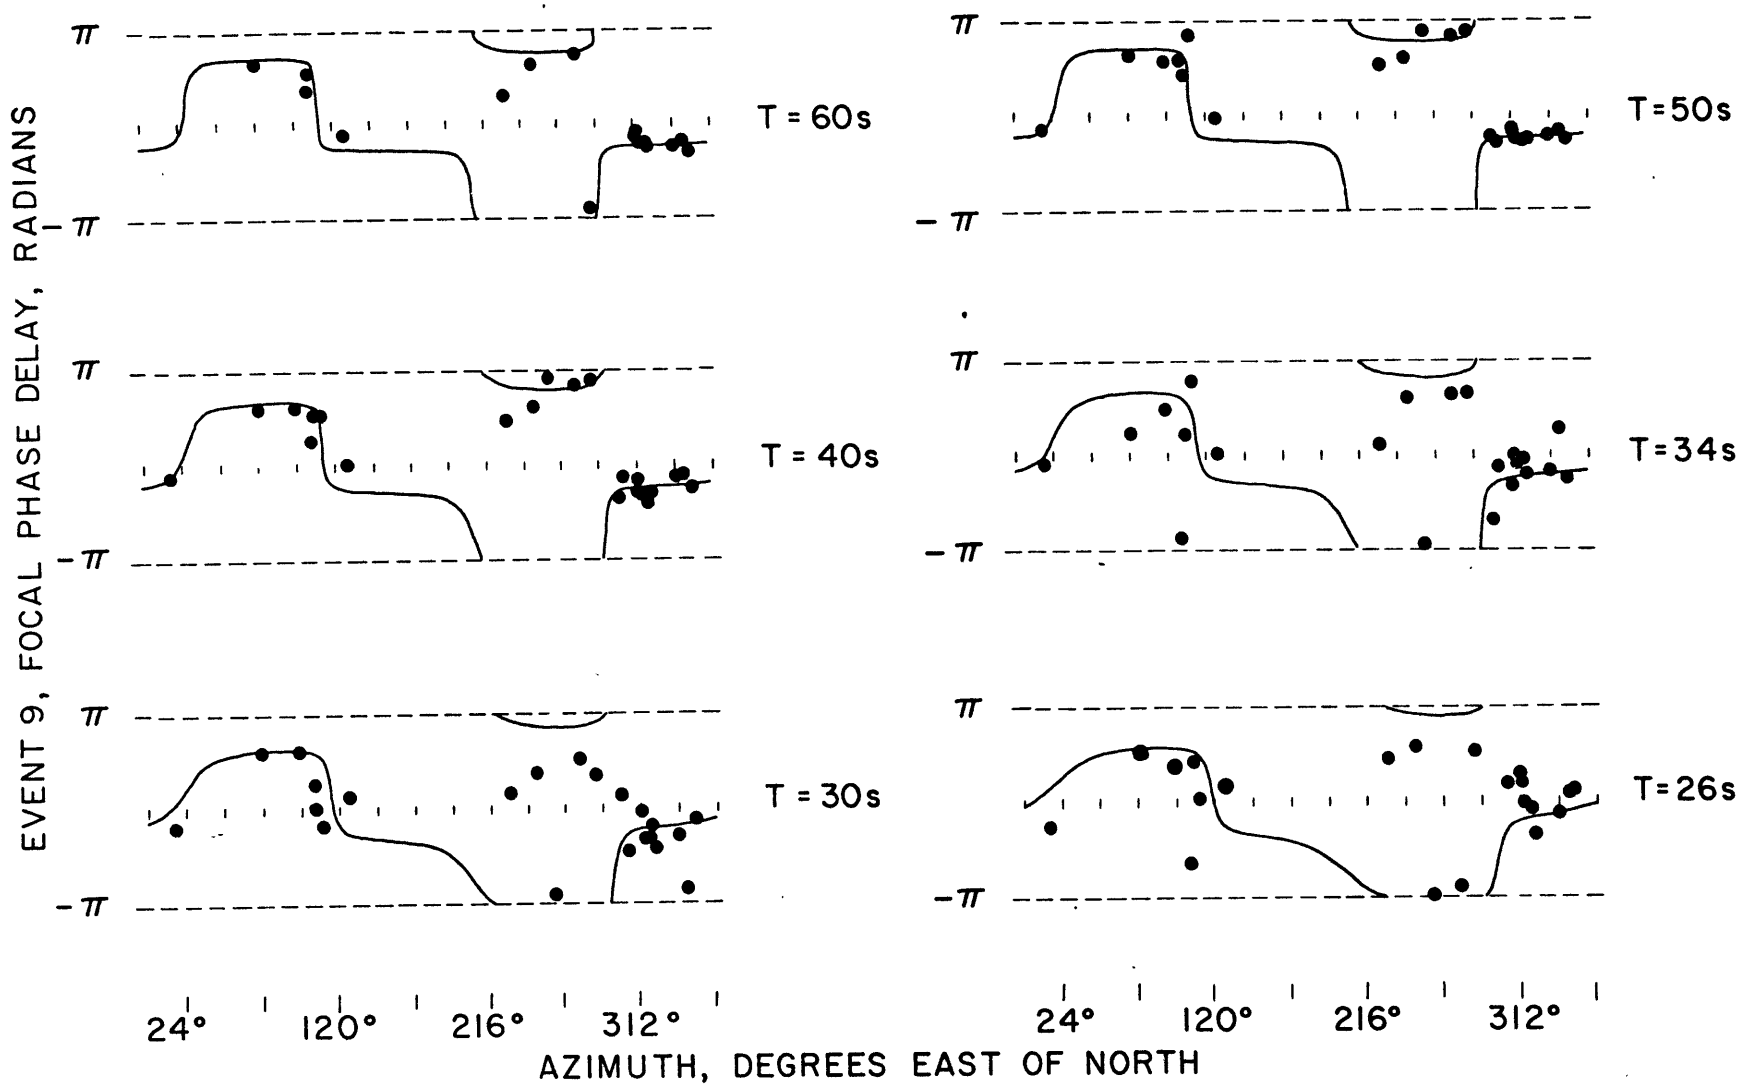 EVENT 9, FOCAL PHASE DELAY, RADIANS
π
-π
T = 60s
π
-π
T = 50s
π
-π
T = 40s
π
-π
T = 34s
π
-π
T = 30s
π
-π
T = 26s
24° 120° 216° 312°
24° 120° 216° 312°
AZIMUTH, DEGREES EAST OF NORTH